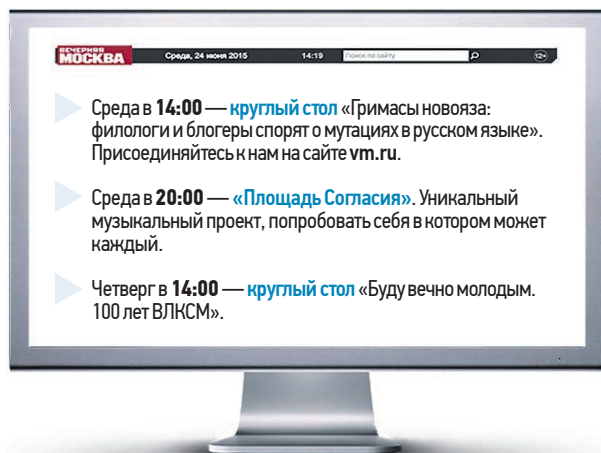 ВЕЧЕРНЯЯ
МОСКВА
Среда, 24 июня 2015
14:19
Поиск по сайту
12+
Среда в 14:00 — круглый стол «Гримасы новояза:
филологи и блогеры спорят о мутациях в русском языке».
Присоединяйтесь к нам на сайте vm.ru.
Среда в 20:00 — «Площадь Согласия». Уникальный
музыкальный проект, попробовать себя в котором может
каждый.
Четверг в 14:00 — круглый стол «Буду вечно молодым.
100 лет ВЛКСМ».